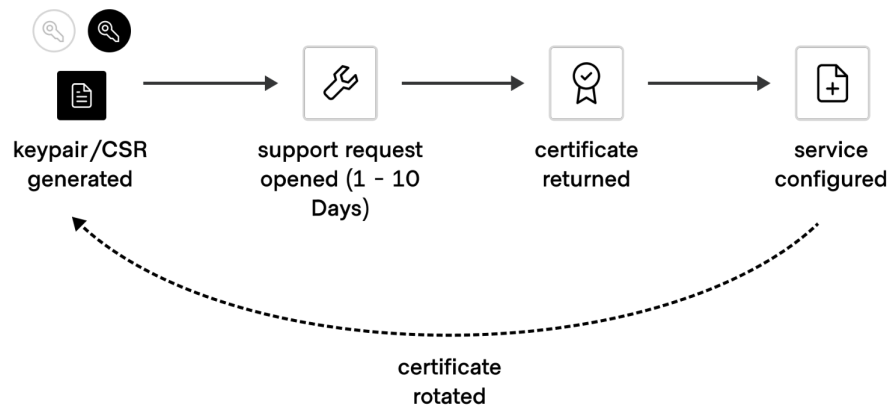 keypair/CSR
generated
support request
opened (1 - 10
Days)
certificate
returned
service
configured
certificate
rotated